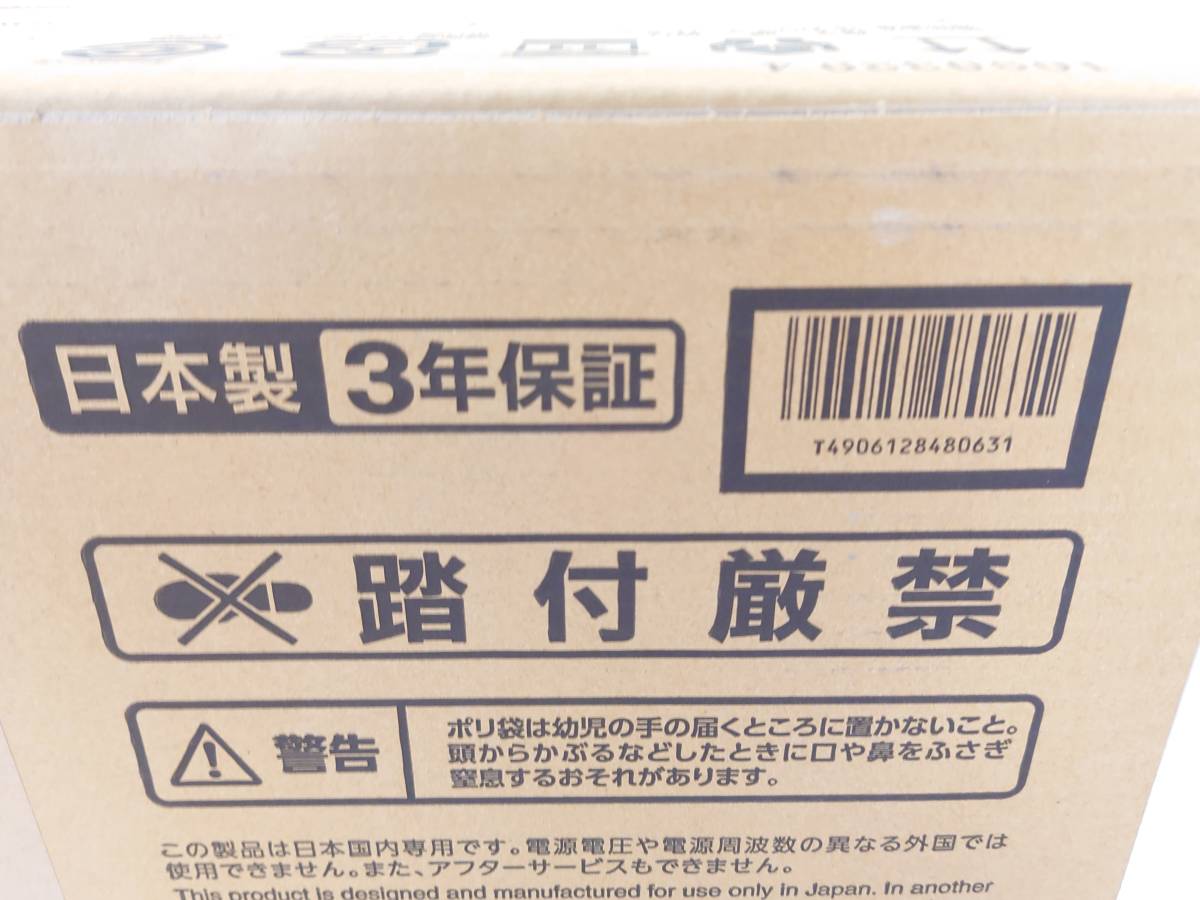 日本製 3年保証
T4906128480631
踏付厳禁
警告
ポリ袋は幼児の手の届くところに置かないこと。
頭からかぶるなどしたときに口や鼻をふさぎ
窒息するおそれがあります。
この製品は日本国内専用です。電源電圧や電源周波数の異なる外国では
使用できません。また、アフターサービスもできません。
This product is designed and manufactured for use only in Japan. In another